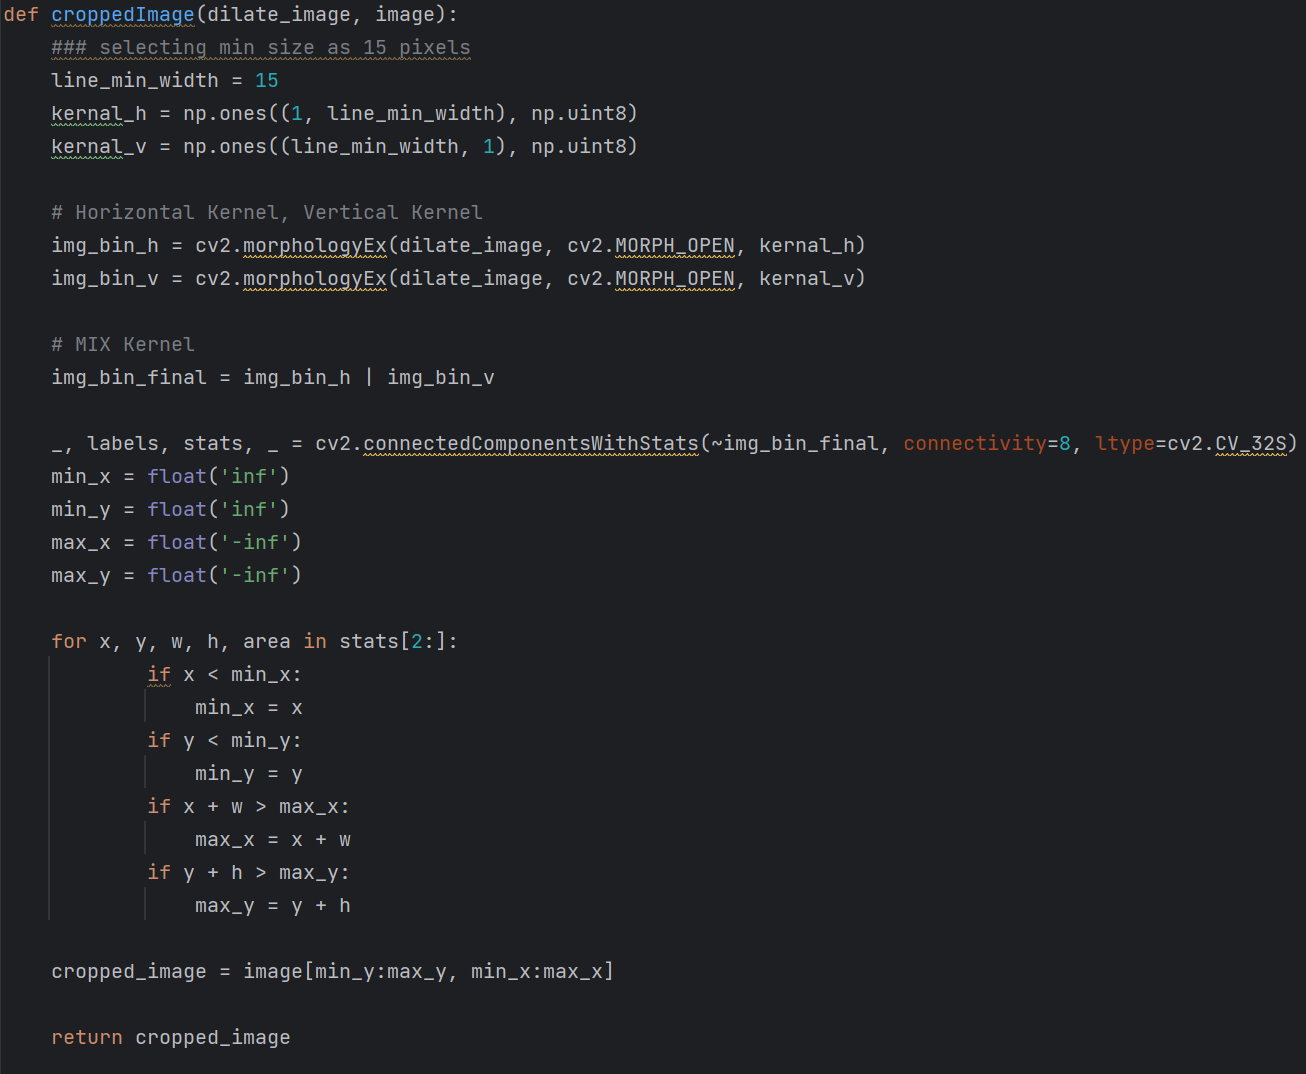 def croppedImage(dilate_image, image):
    ### selecting min size as 15 pixels
    line_min_width = 15
    kernal_h = np.ones((1, line_min_width), np.uint8)
    kernal_v = np.ones((line_min_width, 1), np.uint8)

    # Horizontal Kernel, Vertical Kernel
    img_bin_h = cv2.morphologyEx(dilate_image, cv2.MORPH_OPEN, kernal_h)
    img_bin_v = cv2.morphologyEx(dilate_image, cv2.MORPH_OPEN, kernal_v)

    # MIX Kernel
    img_bin_final = img_bin_h | img_bin_v

    _, labels, stats, _ = cv2.connectedComponentsWithStats(~img_bin_final, connectivity=8, ltype=cv2.CV_32S)
    min_x = float('inf')
    min_y = float('inf')
    max_x = float('-inf')
    max_y = float('-inf')

    for x, y, w, h, area in stats[2:]:
            if x < min_x:
                min_x = x
            if y < min_y:
                min_y = y
            if x + w > max_x:
                max_x = x + w
            if y + h > max_y:
                max_y = y + h

    cropped_image = image[min_y:max_y, min_x:max_x]

    return cropped_image